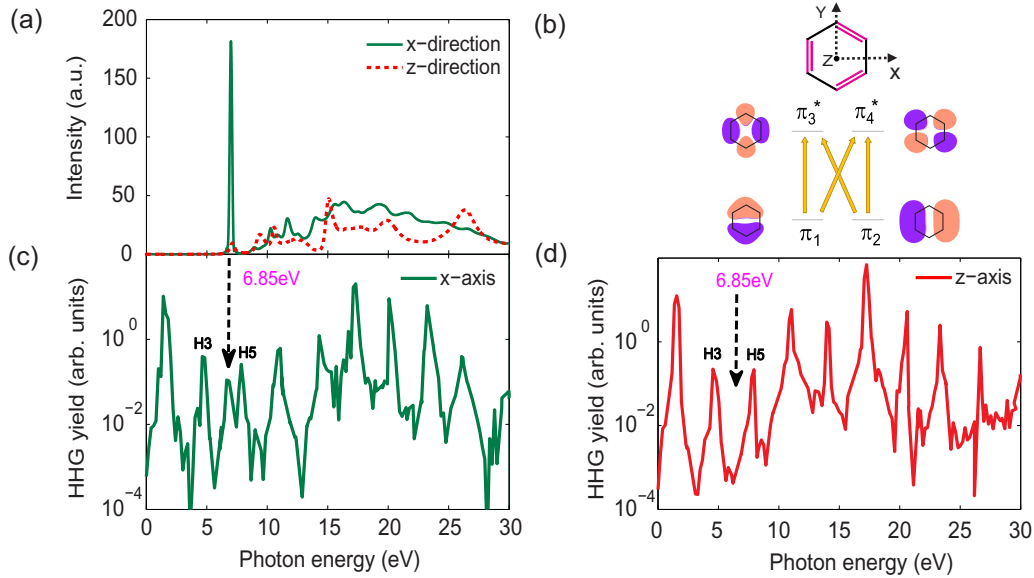 (a)
200
150
100
50
0
Intensity (a.u.)
x−direction
z−direction
(b)
Y
Z
X
π3*
π4*
π1
π2
(c)
6.85eV
x−axis
H3
H5
10^0
10^−2
10^−4
HHG yield (arb. units)
0 5 10 15 20 25 30
Photon energy (eV)
(d)
6.85eV
z−axis
H3
H5
10^0
10^−2
10^−4
HHG yield (arb. units)
0 5 10 15 20 25 30
Photon energy (eV)